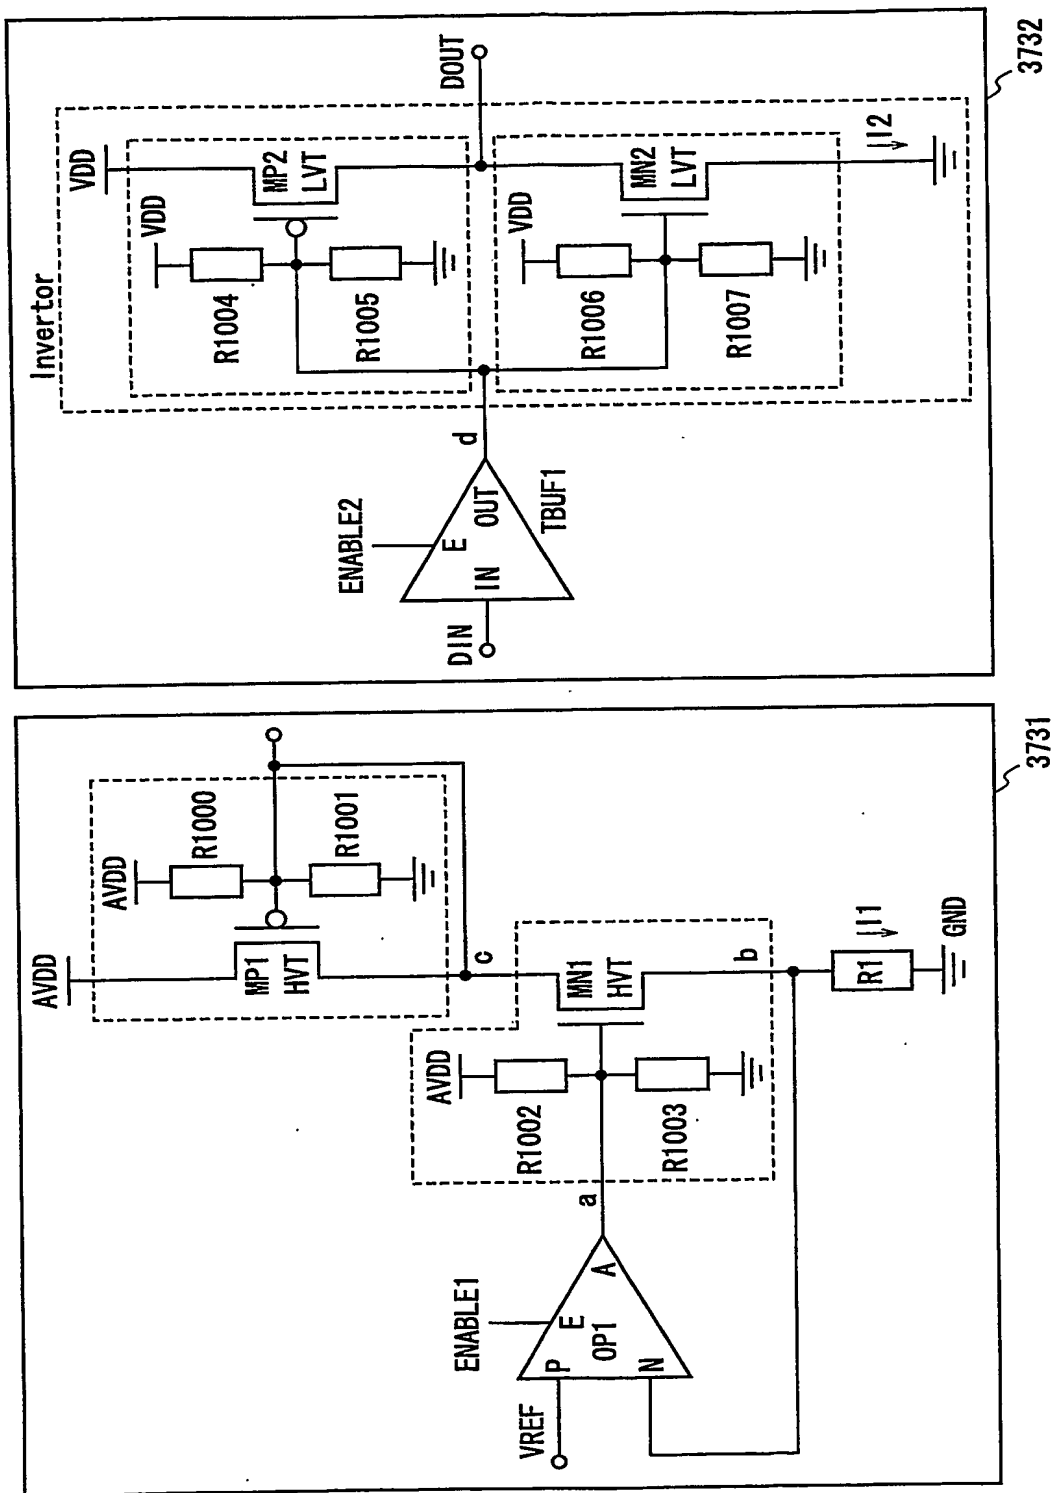 AVDD
MP1
HVT
AVDD
R1000
R1001
c
AVDD
R1002
R1003
MN1
HVT
a
b
ENABLE1
VREF
P
E
OP1
A
N
R1
I1
GND
3731
Invertor
VDD
VDD
R1004
R1005
MP2
LVT
DOUT
VDD
R1006
R1007
MN2
LVT
I2
d
ENABLE2
E
IN
OUT
TBUF1
DIN
3732